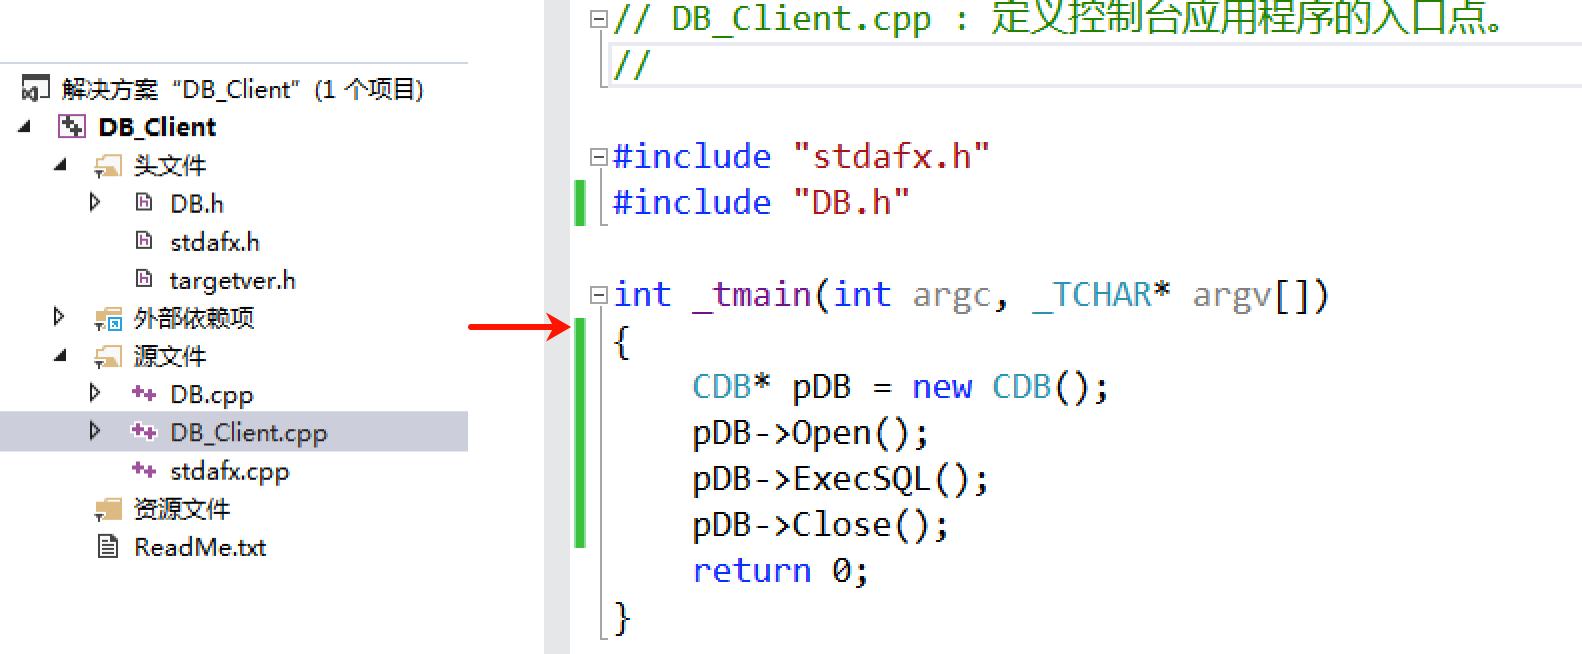 解决方案 “DB_Client” (1 个项目)
DB_Client
头文件
DB.h
stdafx.h
targetver.h
外部依赖项
源文件
DB.cpp
DB_Client.cpp
stdafx.cpp
资源文件
ReadMe.txt
// DB_Client.cpp : 定义控制台应用程序的入口点。
//
#include "stdafx.h"
#include "DB.h"
int _tmain(int argc, _TCHAR* argv[])
{
CDB* pDB = new CDB();
pDB->Open();
pDB->ExecSQL();
pDB->Close();
return 0;
}